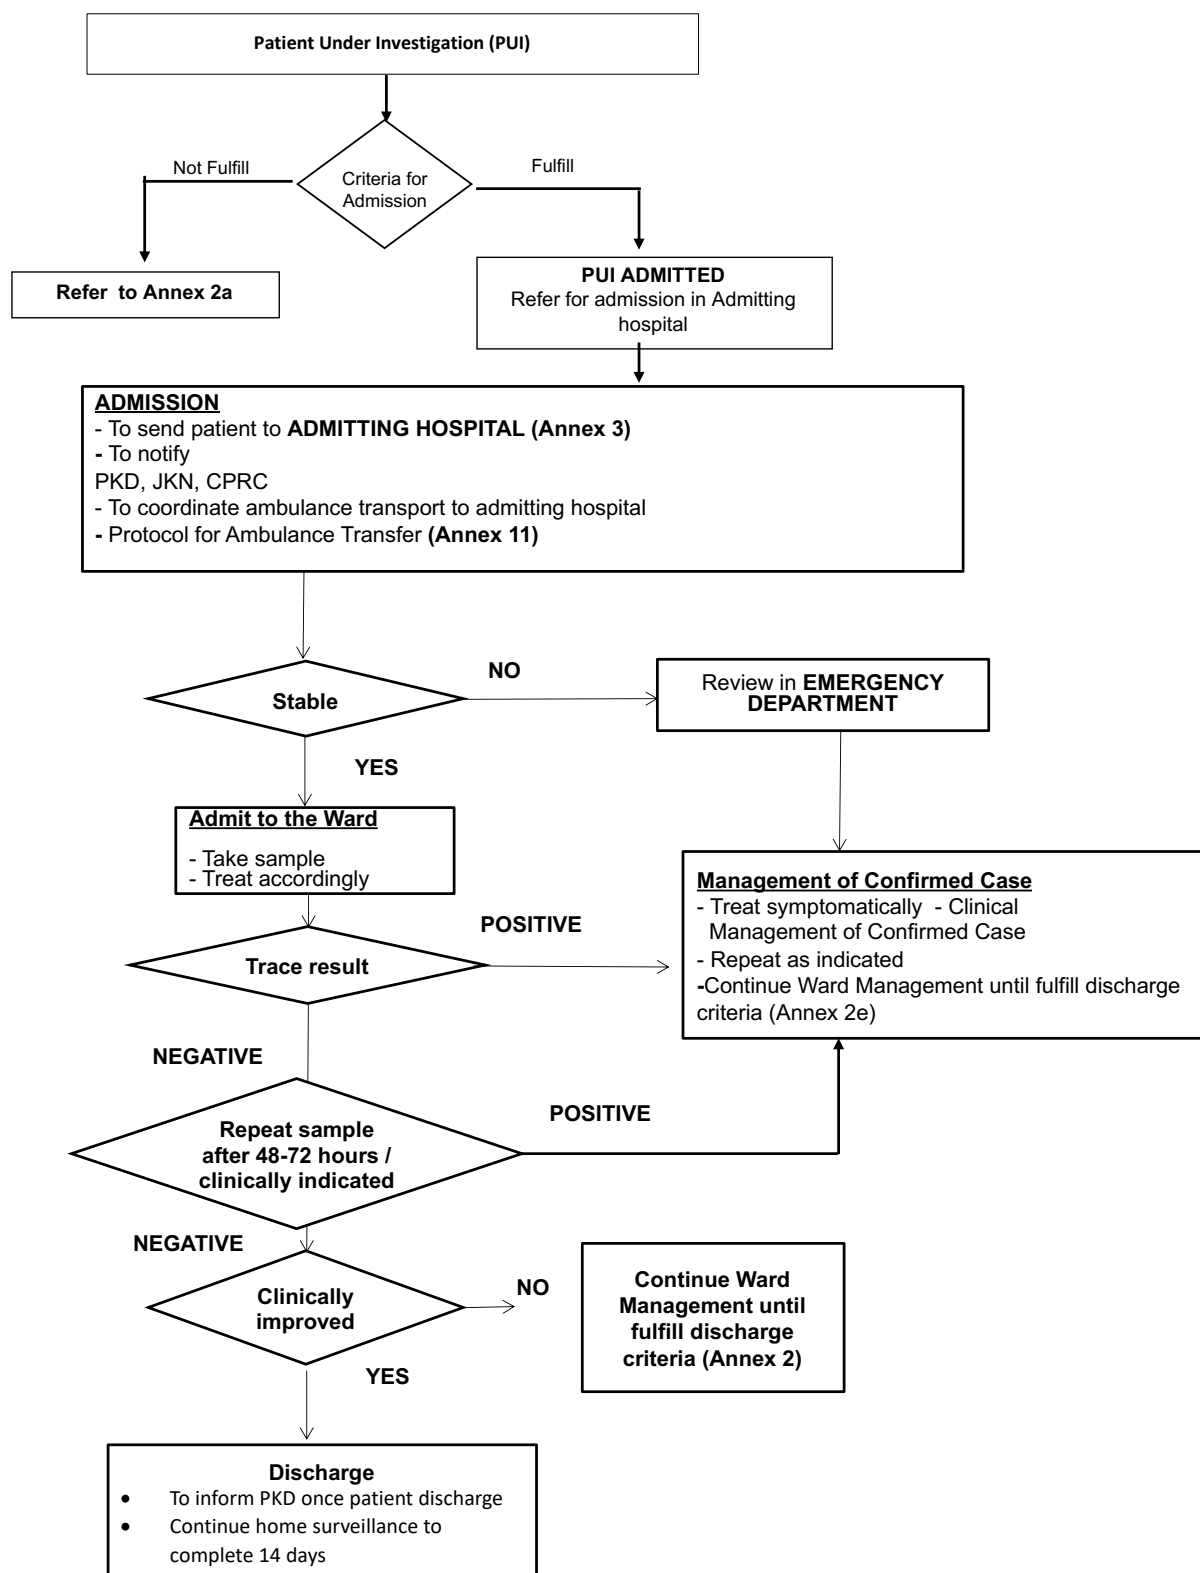 Patient Under Investigation (PUI)
Not Fulfill
Criteria for
Admission
Fulfill
Refer to Annex 2a
PUI ADMITTED
Refer for admission in Admitting
hospital
ADMISSION
- To send patient to ADMITTING HOSPITAL (Annex 3)
- To notify
PKD, JKN, CPRC
- To coordinate ambulance transport to admitting hospital
- Protocol for Ambulance Transfer (Annex 11)
Stable
NO
Review in EMERGENCY
DEPARTMENT
YES
Admit to the Ward
- Take sample
- Treat accordingly
Management of Confirmed Case
- Treat symptomatically - Clinical
Management of Confirmed Case
- Repeat as indicated
-Continue Ward Management until fulfill discharge
criteria (Annex 2e)
POSITIVE
Trace result
NEGATIVE
Repeat sample
after 48-72 hours /
clinically indicated
POSITIVE
NEGATIVE
Clinically
improved
NO
Continue Ward
Management until
fulfill discharge
criteria (Annex 2)
YES
Discharge
• To inform PKD once patient discharge
• Continue home surveillance to
complete 14 days